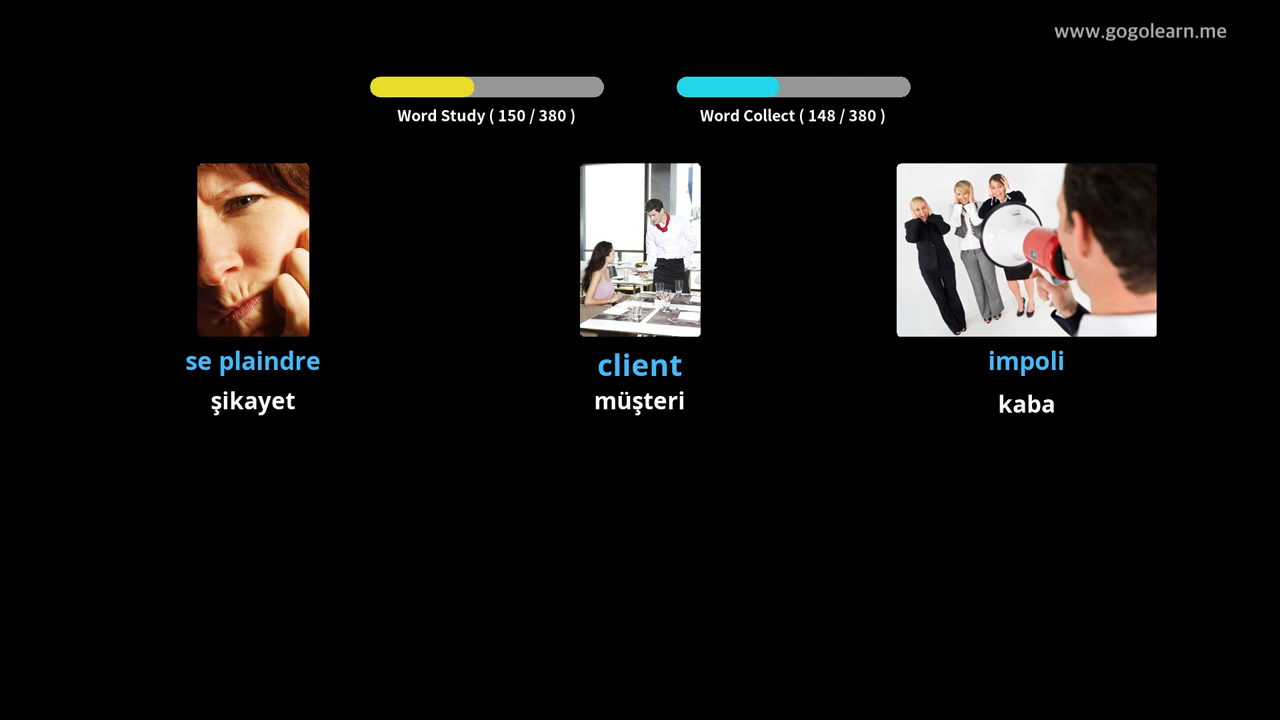 www.gogolearn.me
Word Study ( 150 / 380 )
Word Collect ( 148 / 380 )
se plaindre
şikayet
client
müşteri
impoli
kaba